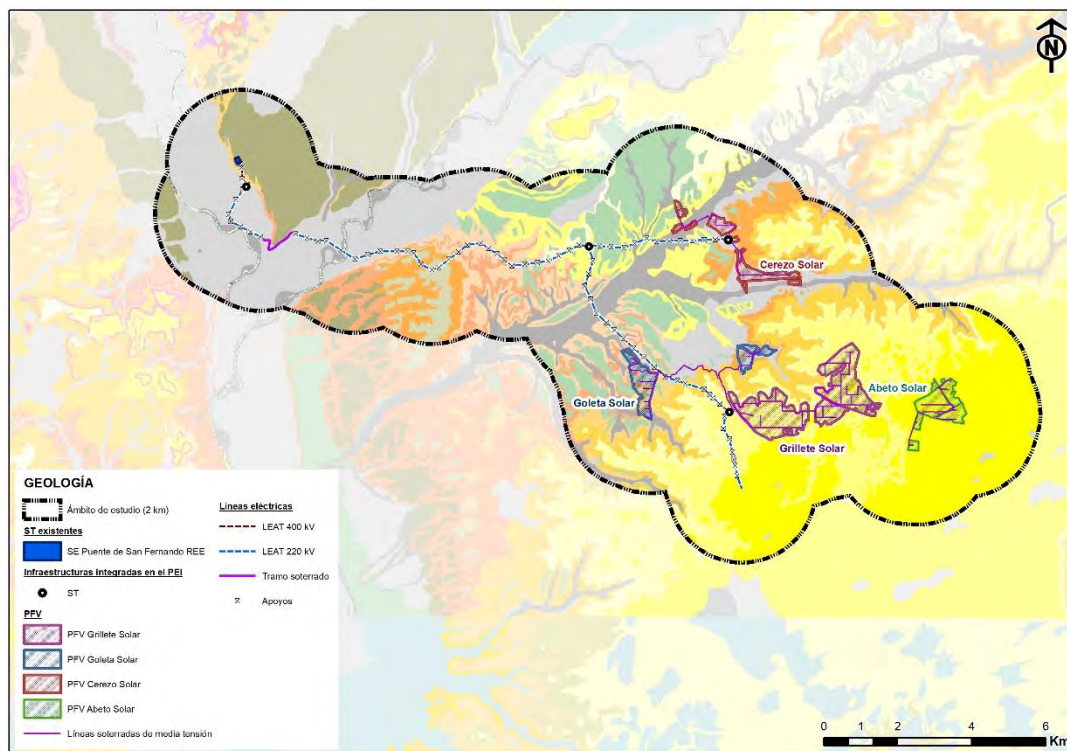 N
Cerezo Solar
Abeto Solar
Goleta Solar
Grillete Solar
GEOLOGÍA
Ámbito de estudio (2 km)
ST existentes
SE Puente de San Fernando REE
Infraestructuras integradas en el PEI
ST
PFV
PFV Grillete Solar
PFV Goleta Solar
PFV Cerezo Solar
PFV Abeto Solar
Líneas soterradas de media tensión
Líneas eléctricas
LEAT 400 kV
LEAT 220 kV
Tramo soterrado
Apoyos
0 1 2 4 6
Km